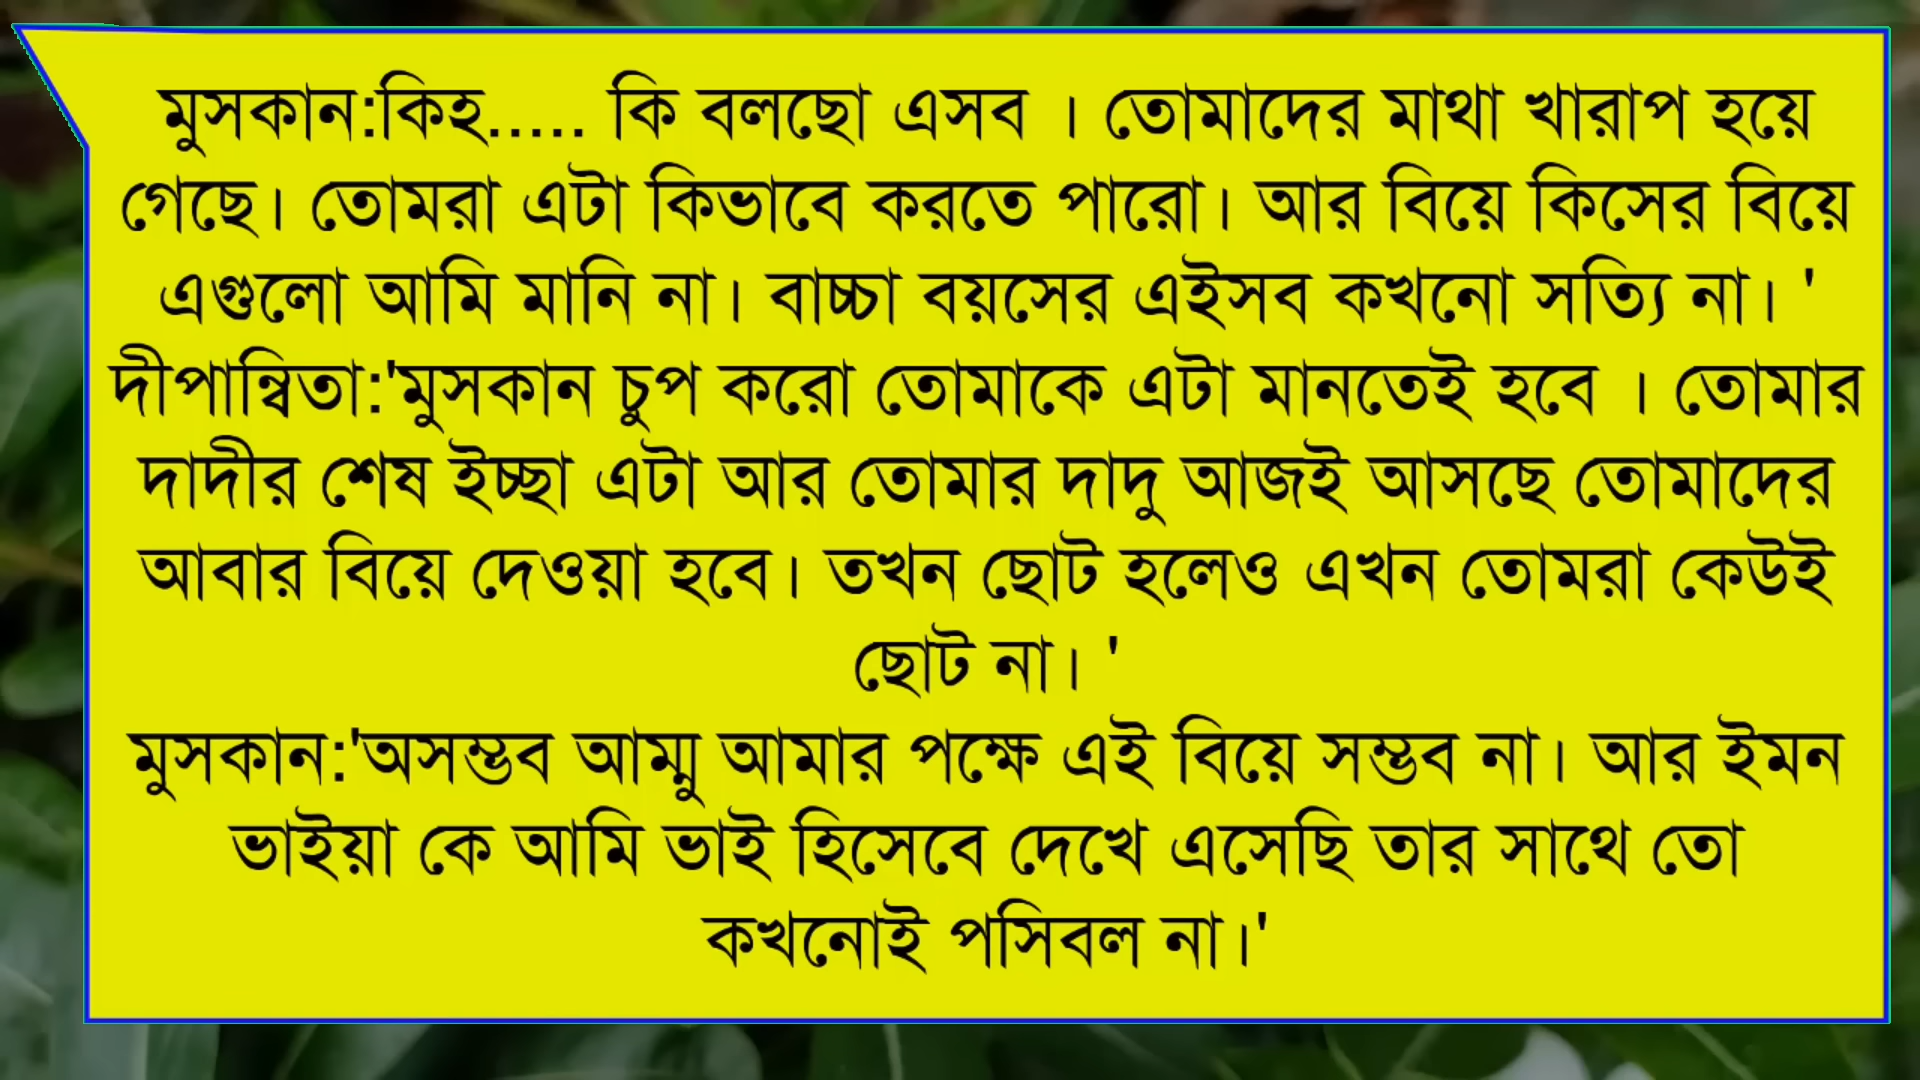 মুসকান:কিহ..... কি বলছো এসব । তোমাদের মাথা খারাপ হয়ে
গেছে। তোমরা এটা কিভাবে করতে পারো। আর বিয়ে কিসের বিয়ে
এগুলো আমি মানি না। বাচ্চা বয়সের এইসব কখনো সত্যি না। '
দীপান্বিতা:'মুসকান চুপ করো তোমাকে এটা মানতেই হবে । তোমার
দাদীর শেষ ইচ্ছা এটা আর তোমার দাদু আজই আসছে তোমাদের
আবার বিয়ে দেওয়া হবে। তখন ছোট হলেও এখন তোমরা কেউই
ছোট না। '
মুসকান:'অসম্ভব আম্মু আমার পক্ষে এই বিয়ে সম্ভব না। আর ইমন
ভাইয়া কে আমি ভাই হিসেবে দেখে এসেছি তার সাথে তো
কখনোই পসিবল না।'